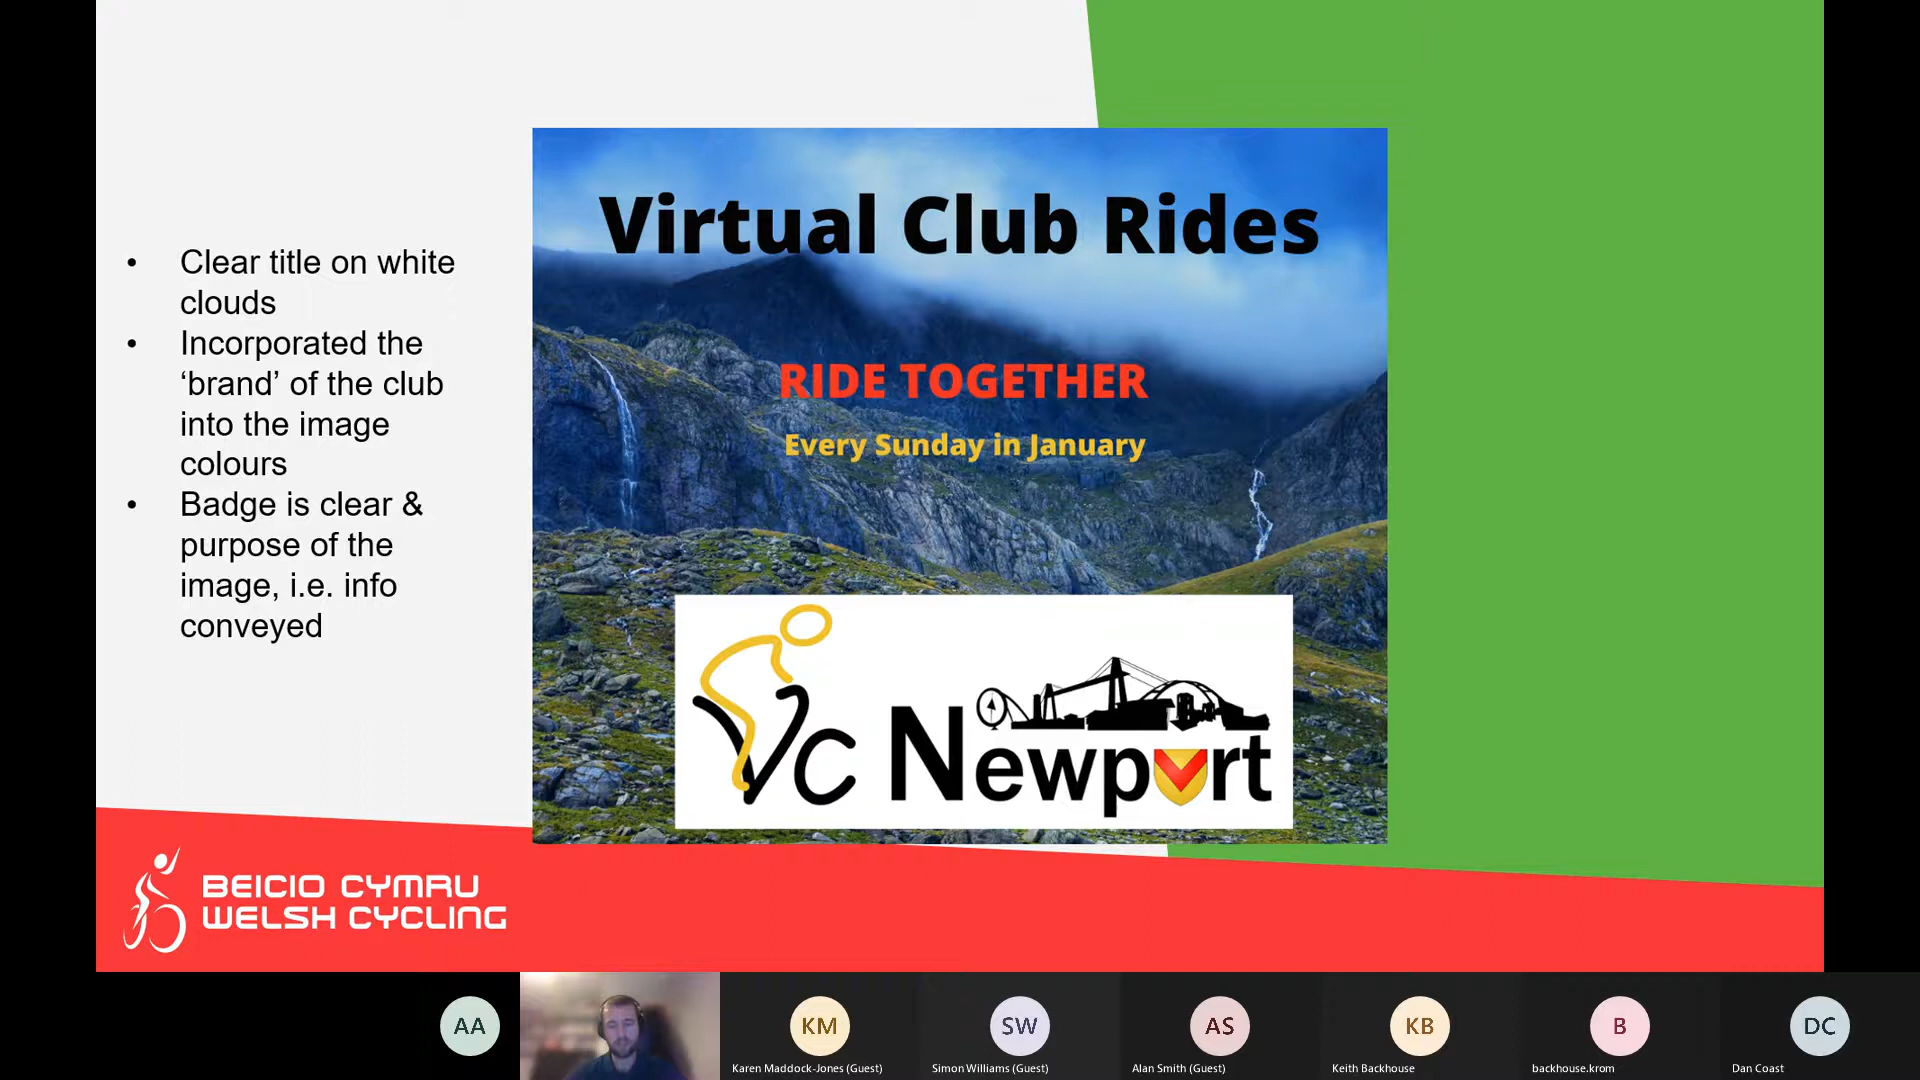 Virtual Club Rides
RIDE TOGETHER
Every Sunday in January
Vc Newport
• Clear title on white
clouds
• Incorporated the
‘brand’ of the club
into the image
colours
• Badge is clear &
purpose of the
image, i.e. info
conveyed
BEICIO CYMRU
WELSH CYCLING
AA
KM
SW
AS
KB
B
DC
Karen Maddock-Jones (Guest)
Simon Williams (Guest)
Alan Smith (Guest)
Keith Backhouse
backhouse.krom
Dan Coast